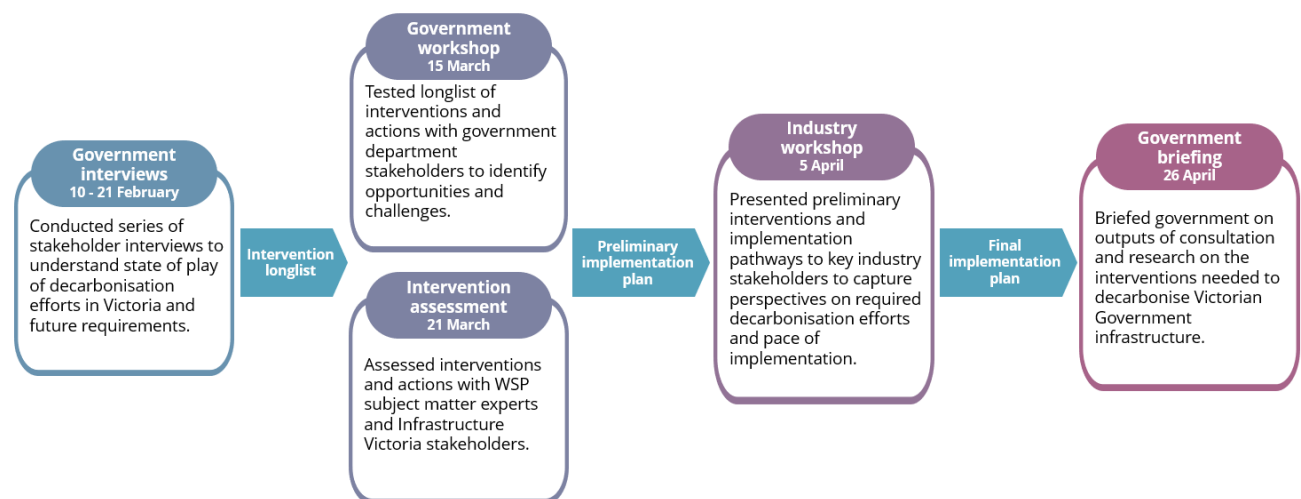 Government
interviews
10 - 21 February
Conducted series of
stakeholder interviews to
understand state of play
of decarbonisation
efforts in Victoria and
future requirements.
Intervention
longlist
Government
workshop
15 March
Tested longlist of
interventions and
actions with government
department
stakeholders to identify
opportunities and
challenges.
Intervention
assessment
21 March
Assessed interventions
and actions with WSP
subject matter experts
and Infrastructure
Victoria stakeholders.
Preliminary
implementation
plan
Industry
workshop
5 April
Presented preliminary
interventions and
implementation
pathways to key industry
stakeholders to capture
perspectives on required
decarbonisation efforts
and pace of
implementation.
Final
implementation
plan
Government
briefing
26 April
Briefed government on
outputs of consultation
and research on the
interventions needed to
decarbonise Victorian
Government
infrastructure.